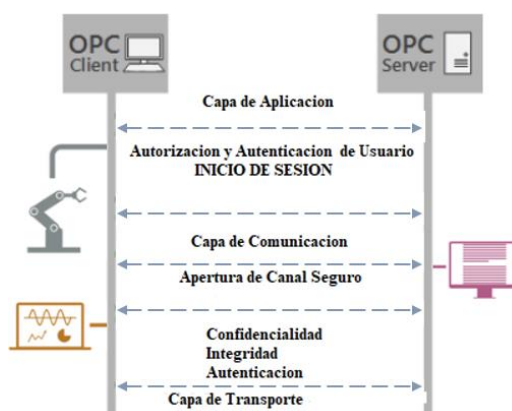 OPC
Client
OPC
Server
Capa de Aplicacion
Autorizacion y Autenticacion de Usuario
INICIO DE SESION
Capa de Comunicacion
Apertura de Canal Seguro
Confidencialidad
Integridad
Autenticacion
Capa de Transporte